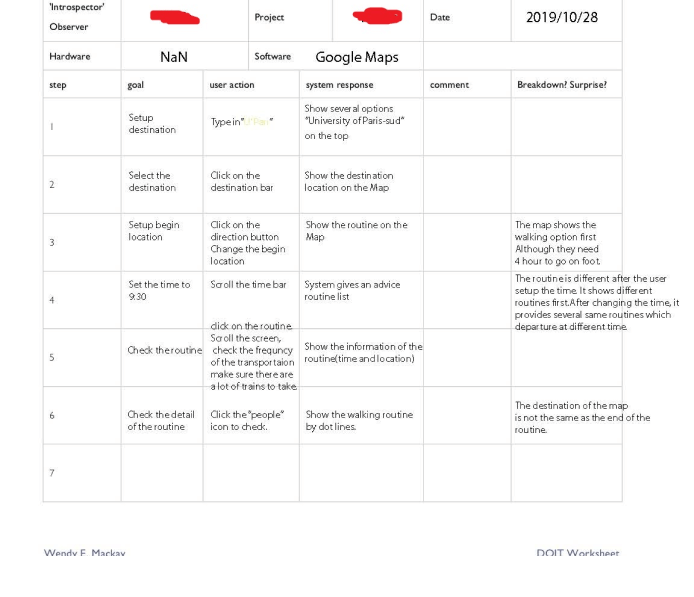 'Introspector'
Observer
Project
Date
2019/10/28
Hardware
NaN
Software
Google Maps
step
goal
user action
system response
comment
Breakdown? Surprise?
1
Setup
destination
Type in" "
Show several options
"University of Paris-sud"
on the top
2
Select the
destination
Click on the
destination bar
Show the destination
location on the Map
3
Setup begin
location
Click on the
direction button
Change the begin
location
Show the routine on the
Map
The map shows the
walking option first
Although they need
4 hour to go on foot.
4
Set the time to
9:30
Scroll the time bar
System gives an advice
routine list
The routine is different after the user
setup the time. It shows different
routines first.After changing the time, it
provides several same routines which
departure at different time.
5
Check the routine
click on the routine.
Scroll the screen,
check the frequncy
of the transportaion
make sure there are
a lot of trains to take.
Show the information of the
routine(time and location)
6
Check the detail
of the routine
Click the "people"
icon to check.
Show the walking routine
by dot lines.
The destination of the map
is not the same as the end of the
routine.
7
Wendy E. Mackay
DOIT Worksheet